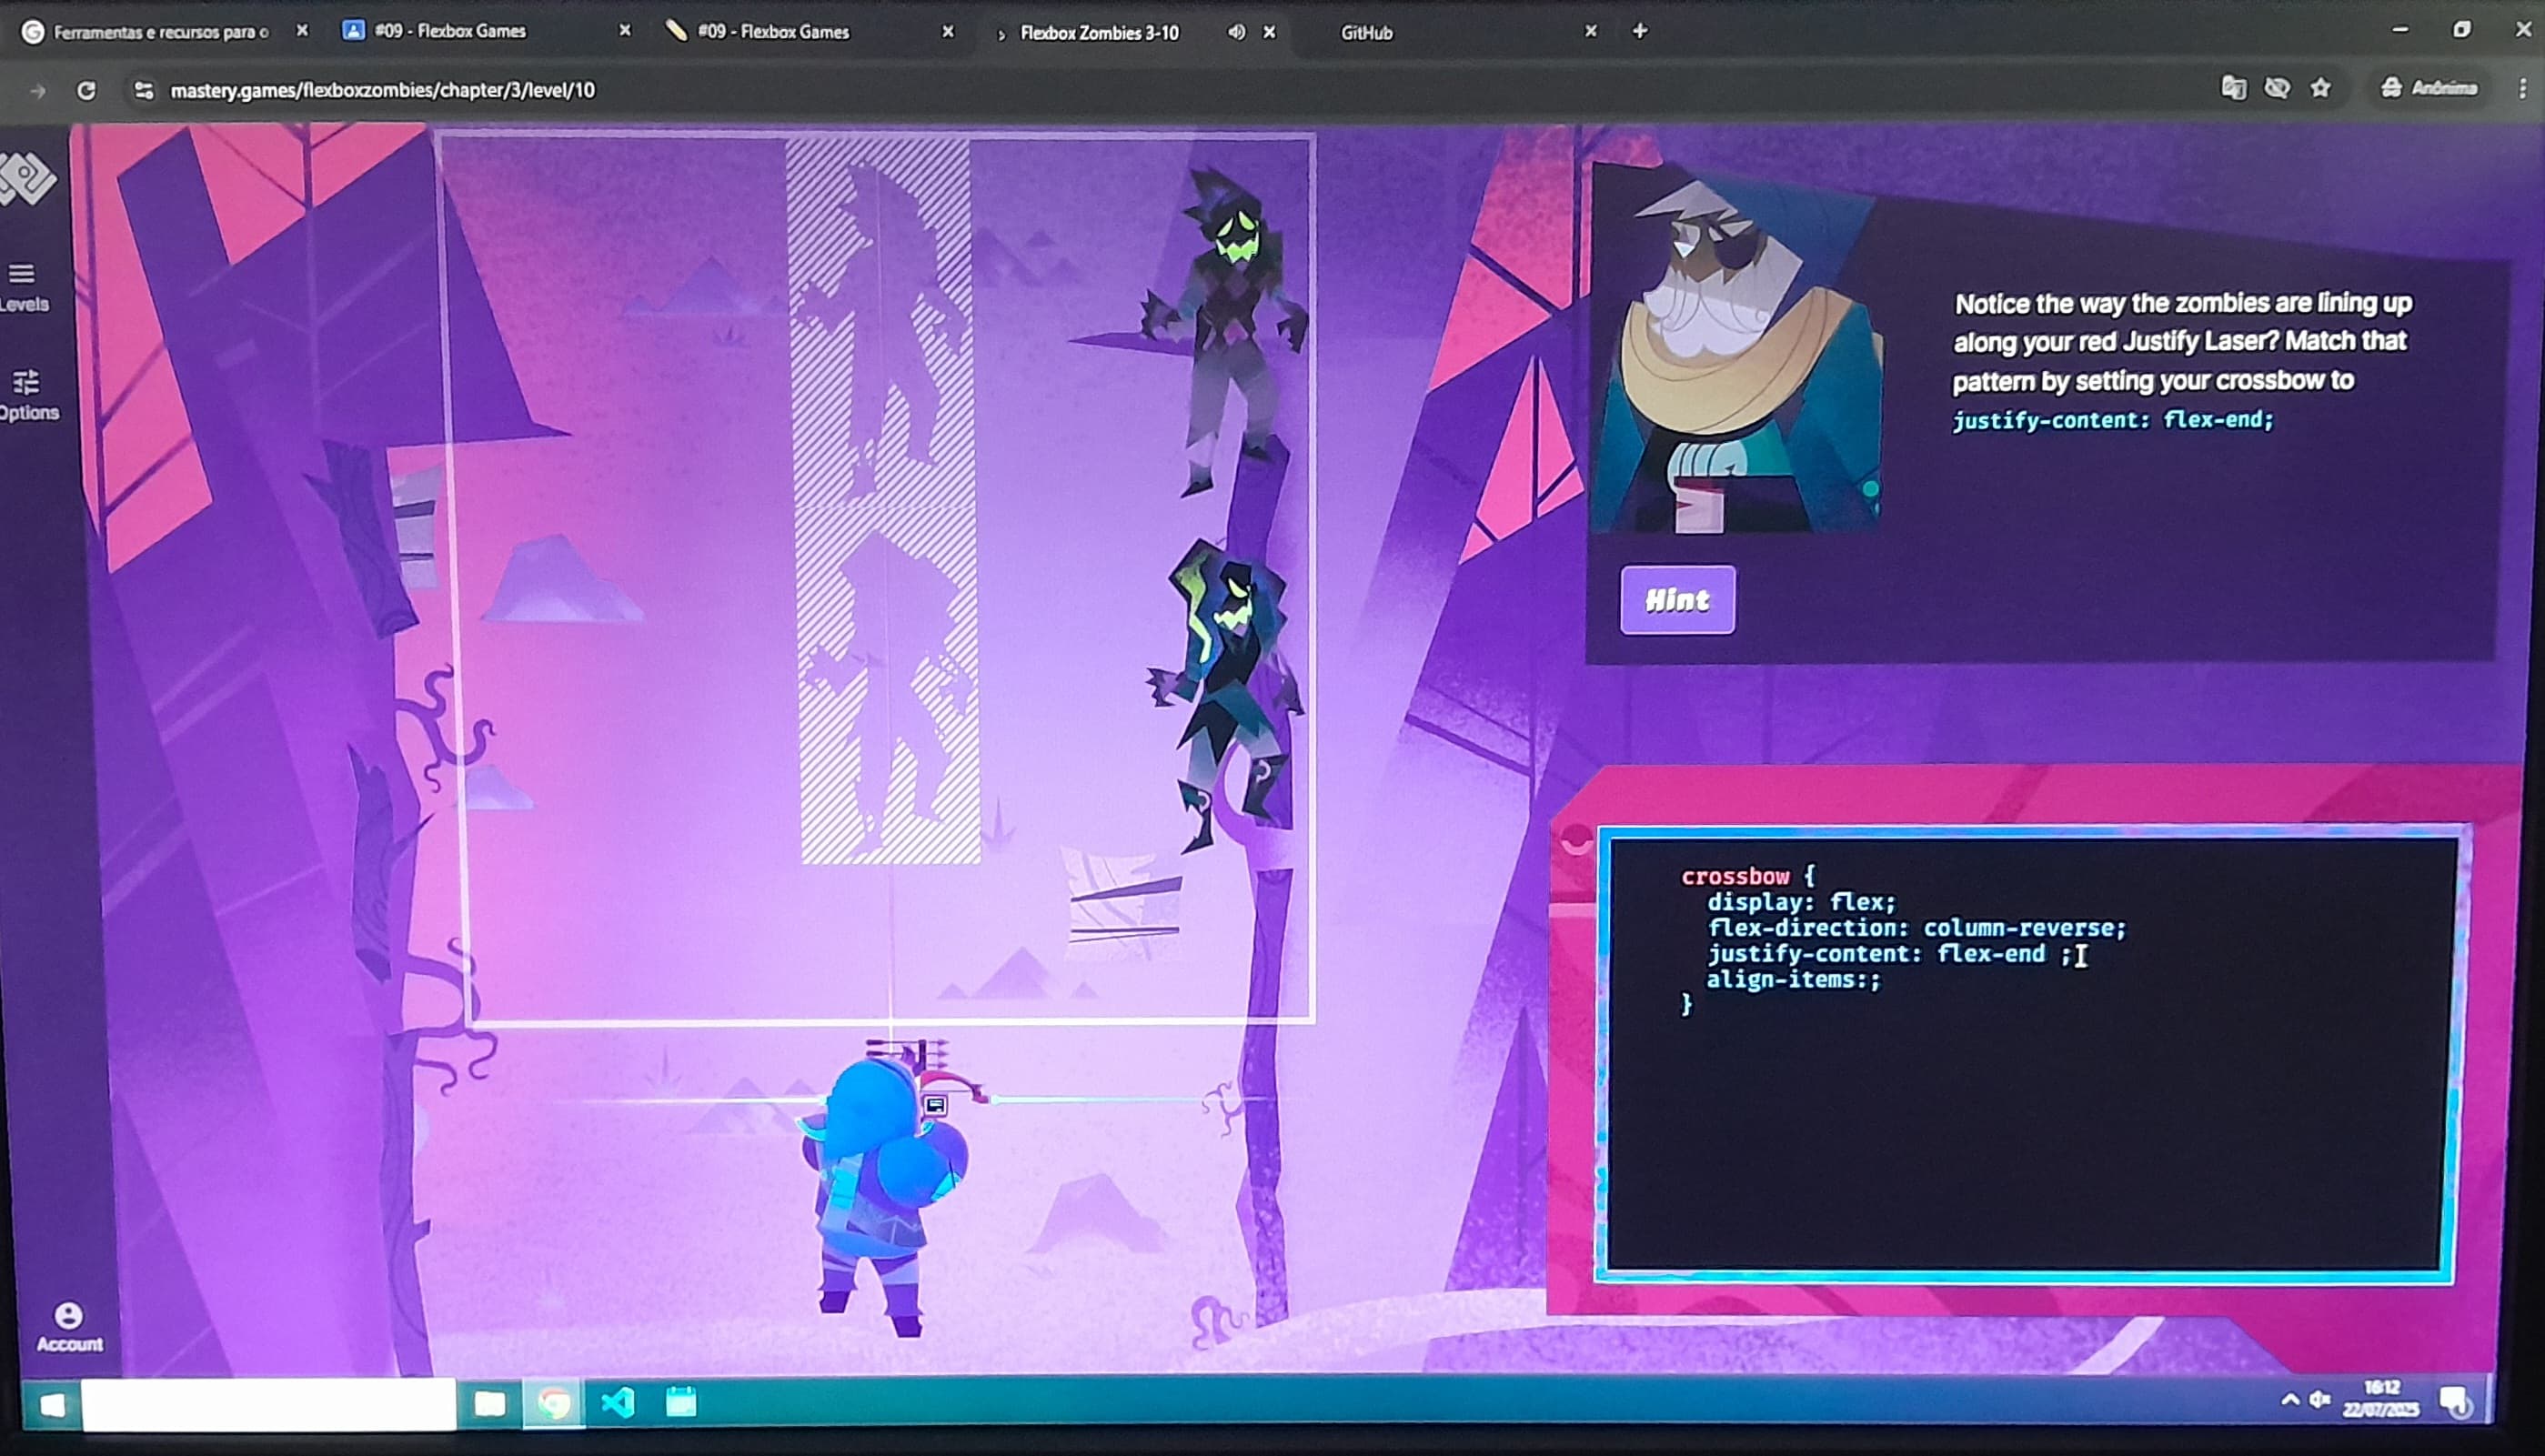 Ferramentas e recursos para o
#09 - Flexbox Games
#09 - Flexbox Games
Flexbox Zombies 3-10
GitHub
mastery.games/flexboxzombies/chapter/3/level/10
Anônima
Levels
Options
Notice the way the zombies are lining up
along your red Justify Laser? Match that
pattern by setting your crossbow to
justify-content: flex-end;
Hint
crossbow {
display: flex;
flex-direction: column-reverse;
justify-content: flex-end ;
align-items:;
}
Account
16:12
22/07/2025